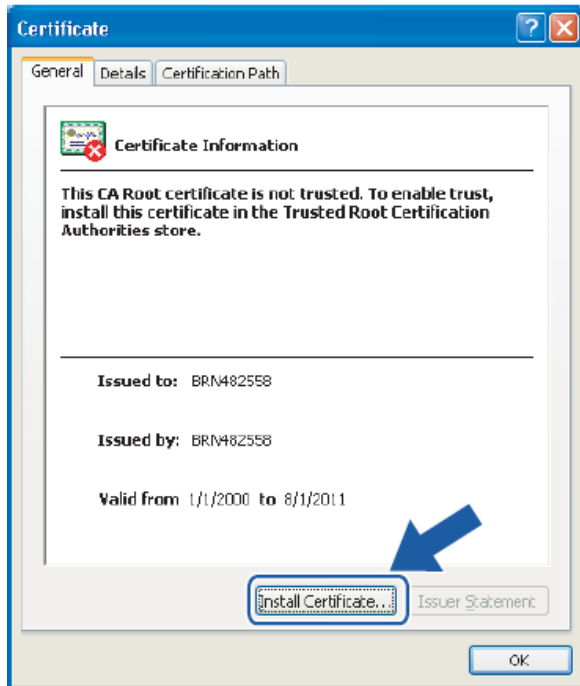 Certificate
General Details Certification Path
Certificate Information
This CA Root certificate is not trusted. To enable trust,
install this certificate in the Trusted Root Certification
Authorities store.
Issued to: BRN482558
Issued by: BRN482558
Valid from 1/1/2000 to 8/1/2011
Install Certificate... Issuer Statement
OK